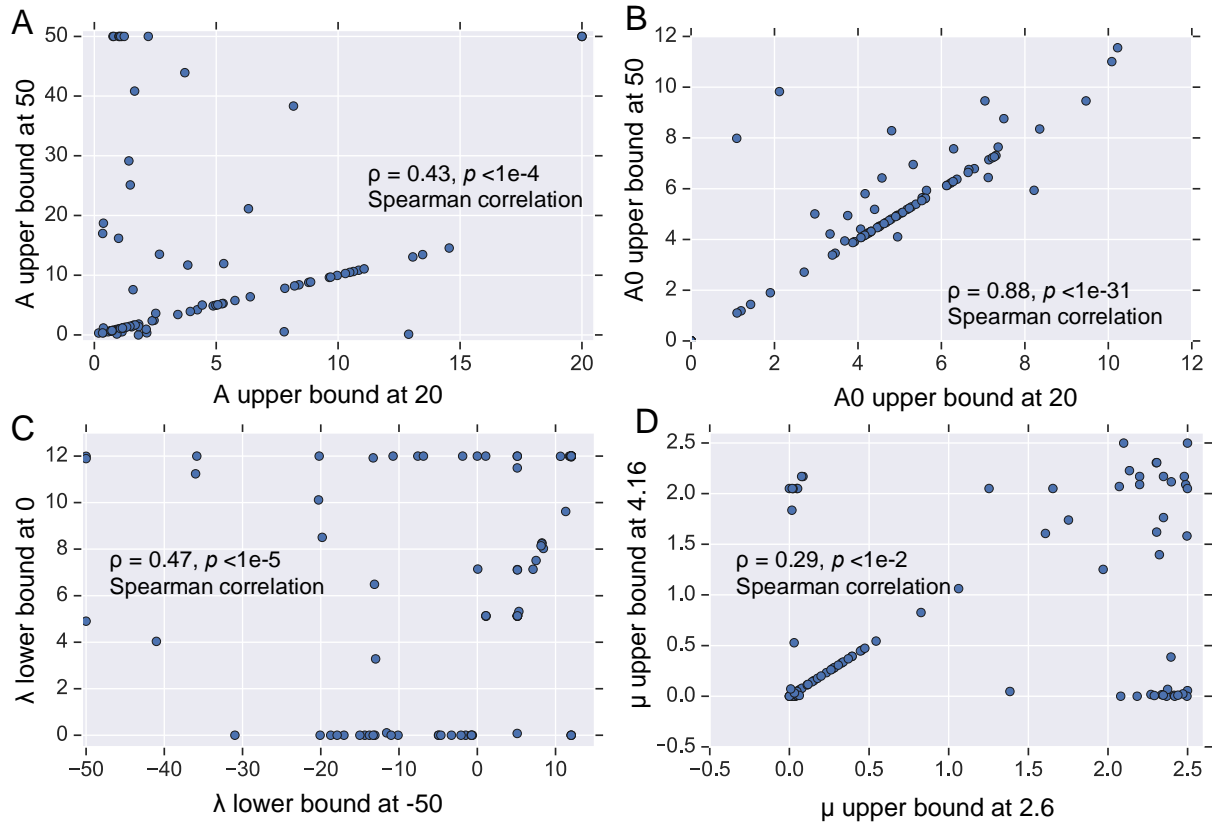 A
50
40
30
20
10
0
A upper bound at 50
ρ = 0.43, p <1e-4
Spearman correlation
0 5 10 15 20
A upper bound at 20
B
12
10
8
6
4
2
0
A0 upper bound at 50
ρ = 0.88, p <1e-31
Spearman correlation
0 2 4 6 8 10 12
A0 upper bound at 20
C
12
10
8
6
4
2
0
λ lower bound at 0
ρ = 0.47, p <1e-5
Spearman correlation
−50 −40 −30 −20 −10 0 10
λ lower bound at -50
D
2.5
2.0
1.5
1.0
0.5
0.0
−0.5
μ upper bound at 4.16
ρ = 0.29, p <1e-2
Spearman correlation
−0.5 0.0 0.5 1.0 1.5 2.0 2.5
μ upper bound at 2.6